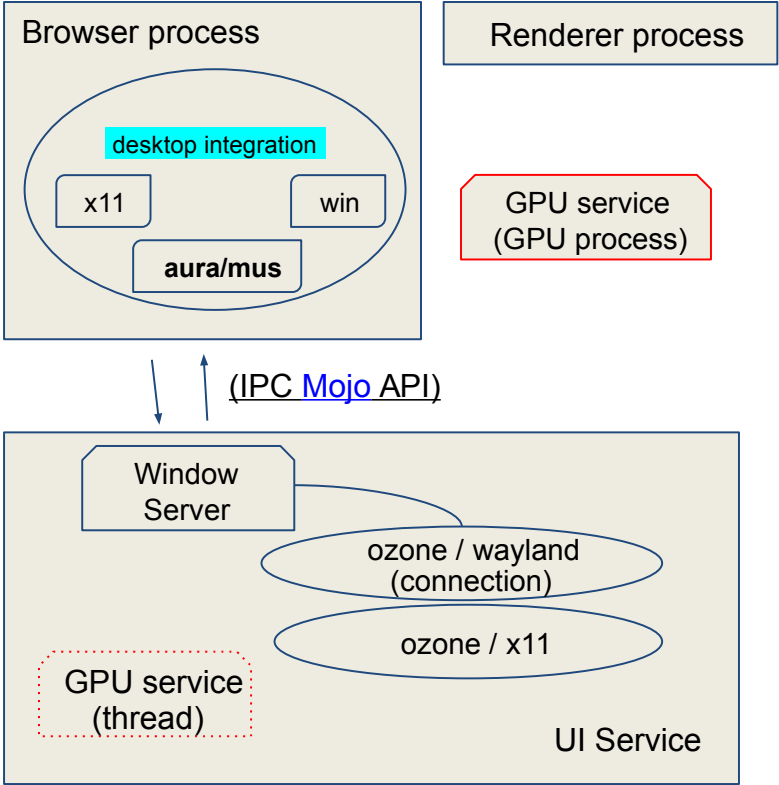 Browser process
Renderer process
desktop integration
x11
win
aura/mus
GPU service
(GPU process)
(IPC Mojo API)
Window
Server
ozone / wayland
(connection)
ozone / x11
GPU service
(thread)
UI Service